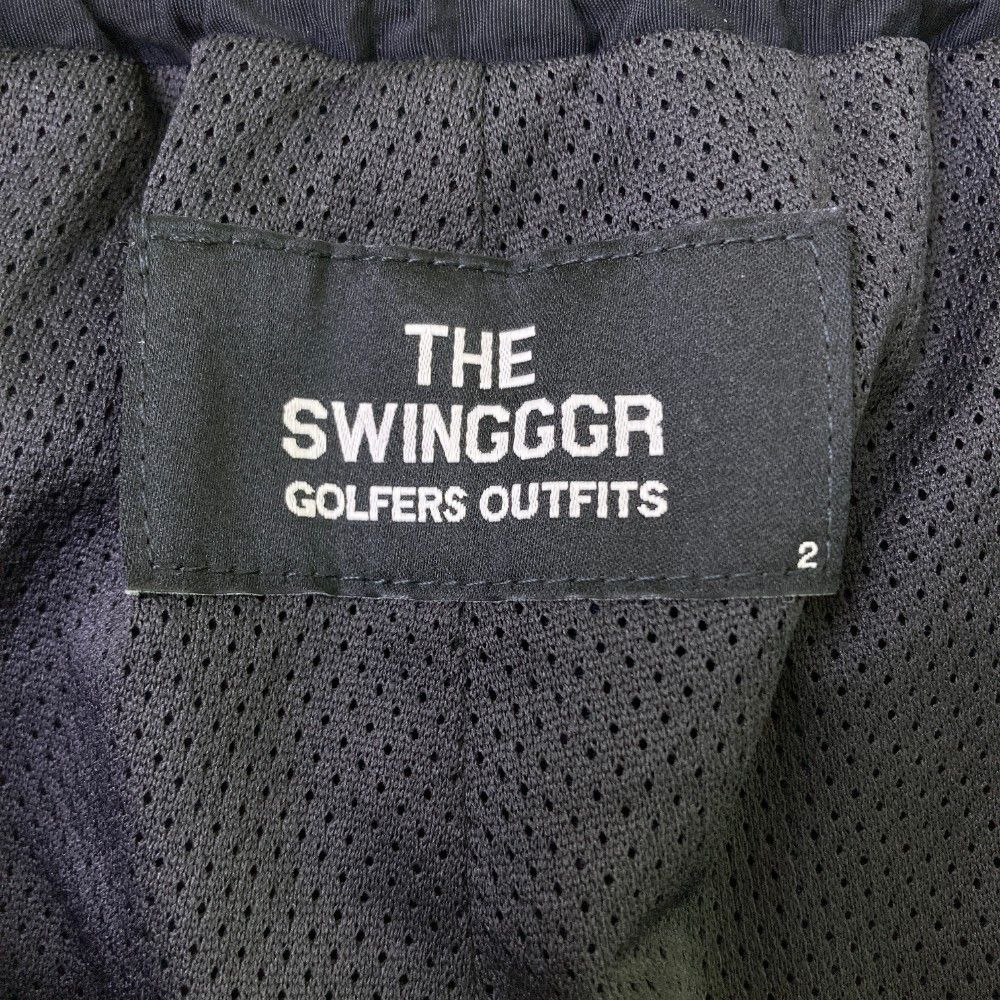 THE
SWINGGGR
GOLFERS OUTFITS
2